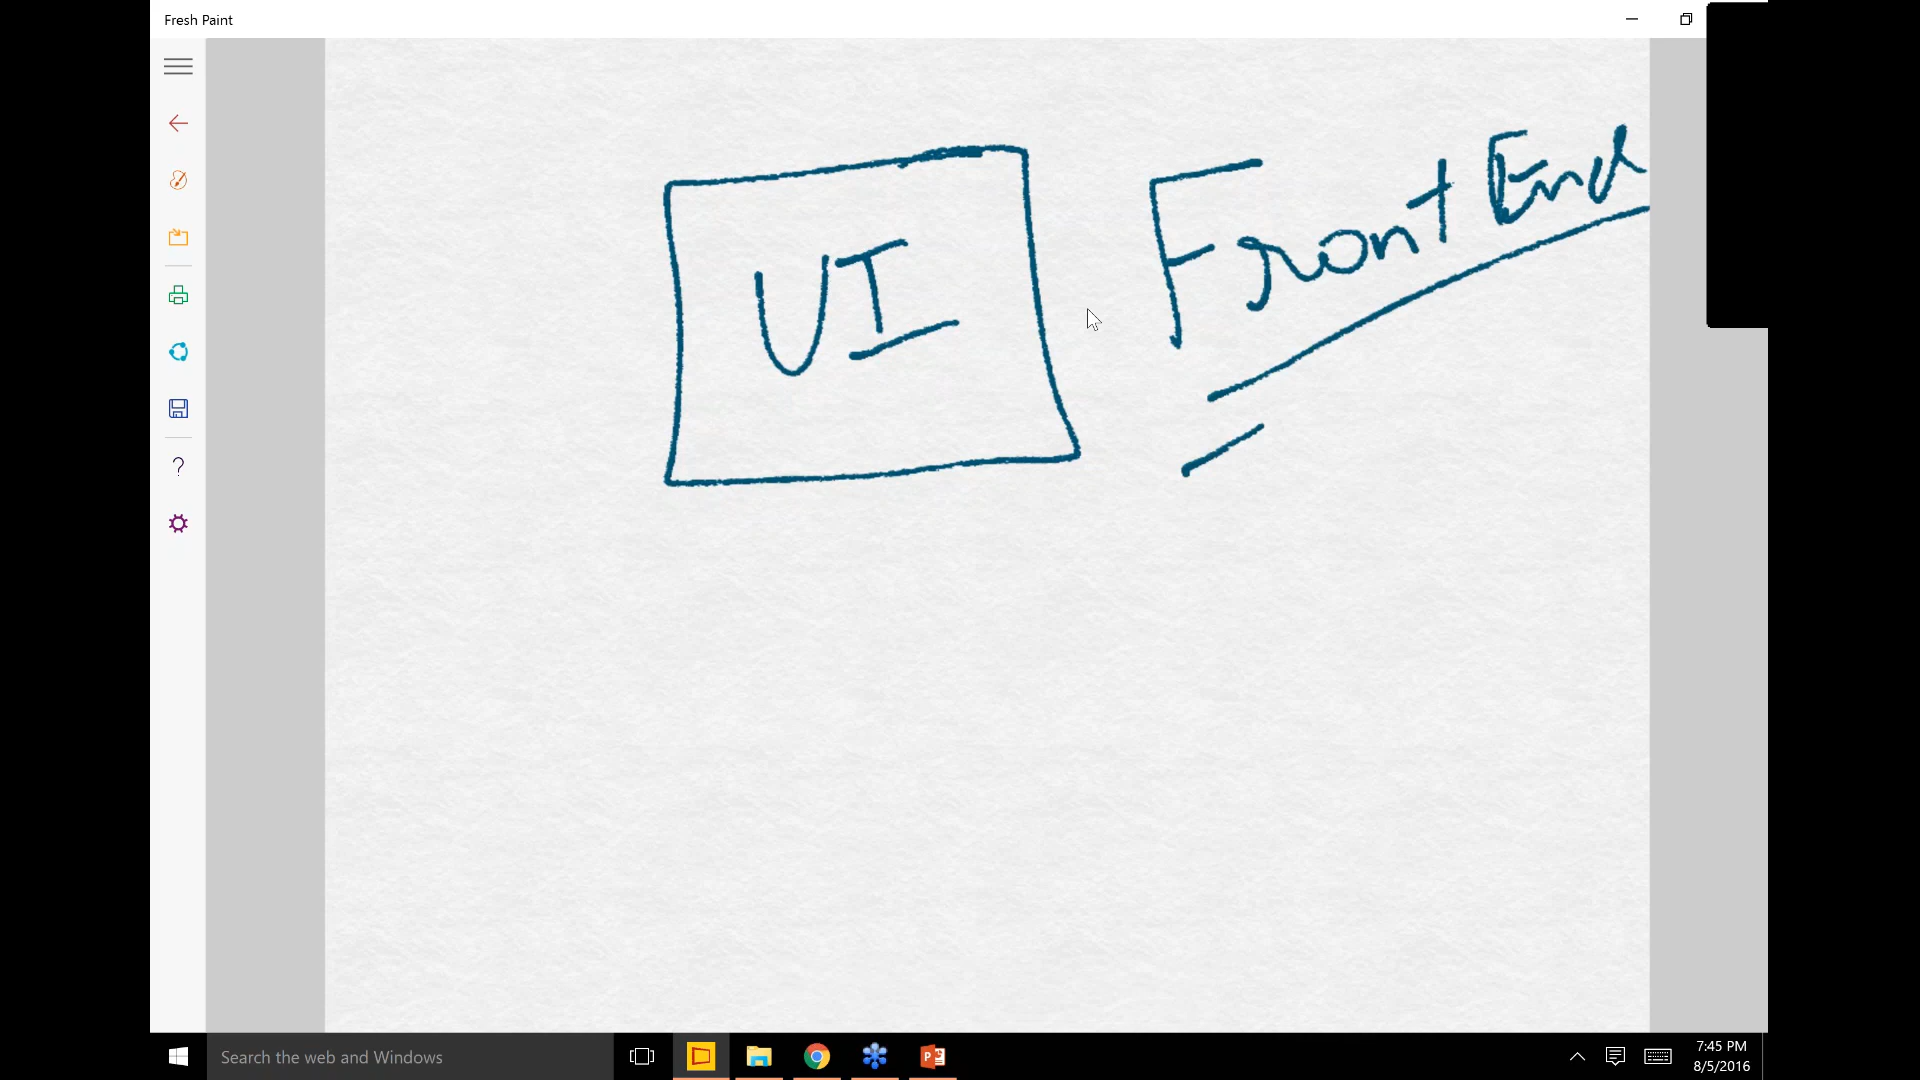 Fresh Paint
UI
Front End
Search the web and Windows
7:45 PM
8/5/2016